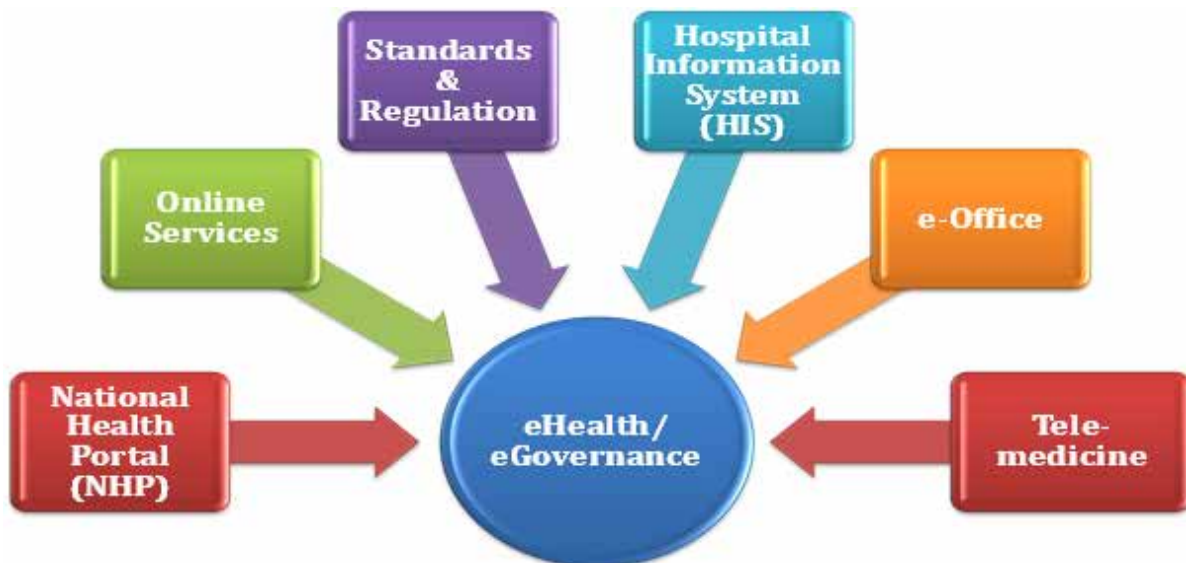 National
Health
Portal
(NHP)
Online
Services
Standards
&
Regulation
Hospital
Information
System
(HIS)
e-Office
Tele-
medicine
eHealth/
eGovernance